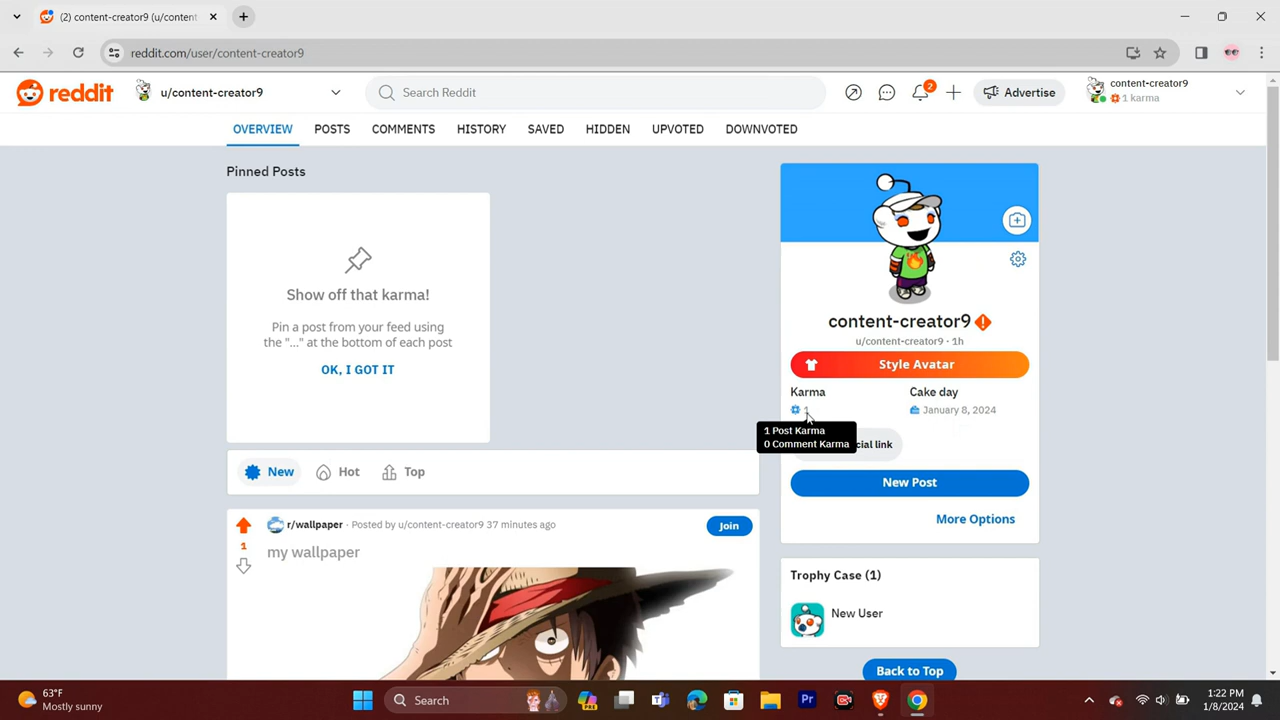 (2) content-creator9 (u/content
reddit.com/user/content-creator9
reddit
u/content-creator9
Search Reddit
2
Advertise
content-creator9
1 karma
OVERVIEW
POSTS
COMMENTS
HISTORY
SAVED
HIDDEN
UPVOTED
DOWNVOTED
Pinned Posts
Show off that karma!
Pin a post from your feed using
the "..." at the bottom of each post
OK, I GOT IT
New
Hot
Top
r/wallpaper · Posted by u/content-creator9 37 minutes ago
Join
1
my wallpaper
content-creator9
u/content-creator9 · 1h
Style Avatar
Karma
Cake day
1
January 8, 2024
1 Post Karma
0 Comment Karma
cial link
New Post
More Options
Trophy Case (1)
New User
Back to Top
63°F
Mostly sunny
Search
PRE
Pr
1:22 PM
1/8/2024